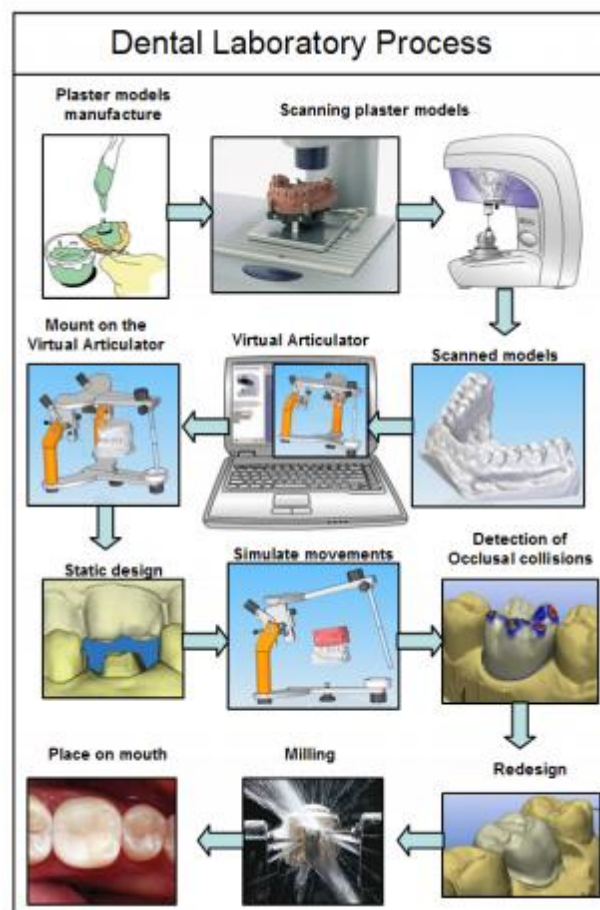 Dental Laboratory Process
Plaster models
manufacture
Scanning plaster models
Mount on the
Virtual Articulator
Virtual Articulator
Scanned models
Static design
Simulate movements
Detection of
Occlusal collisions
Place on mouth
Milling
Redesign